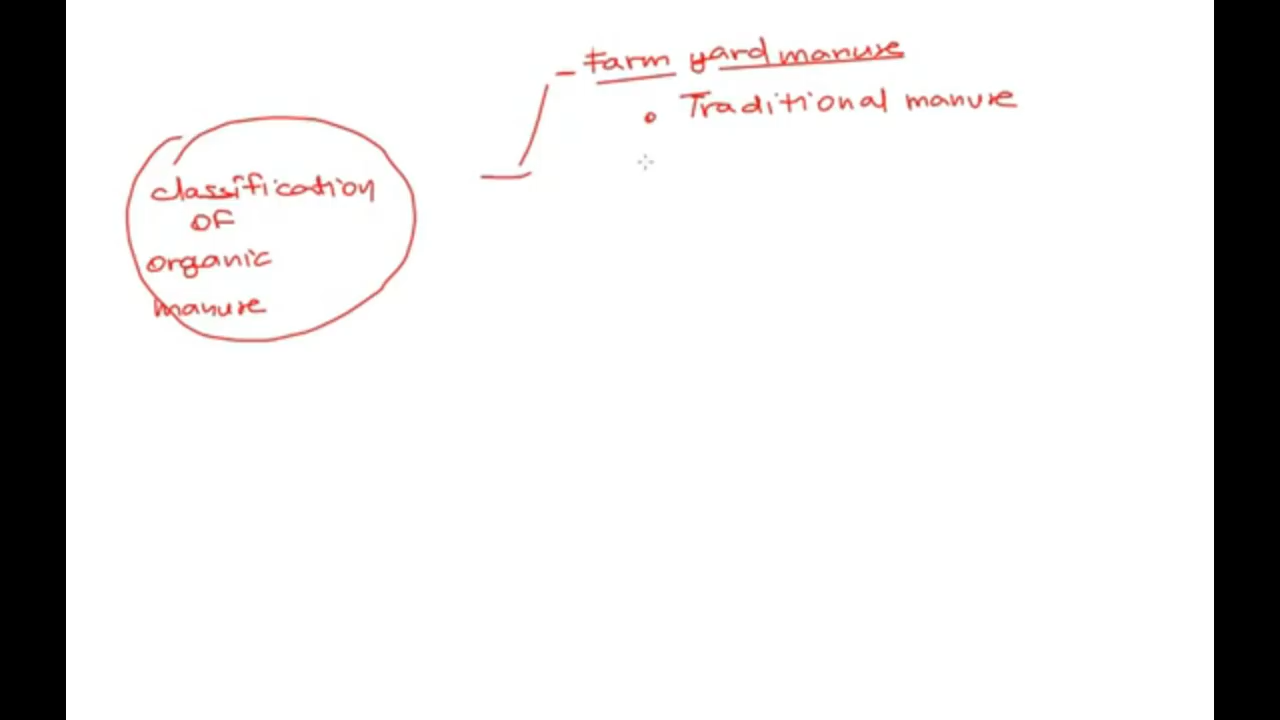 - Farm yard manure
• Traditional manure
classification
OF
organic
manure